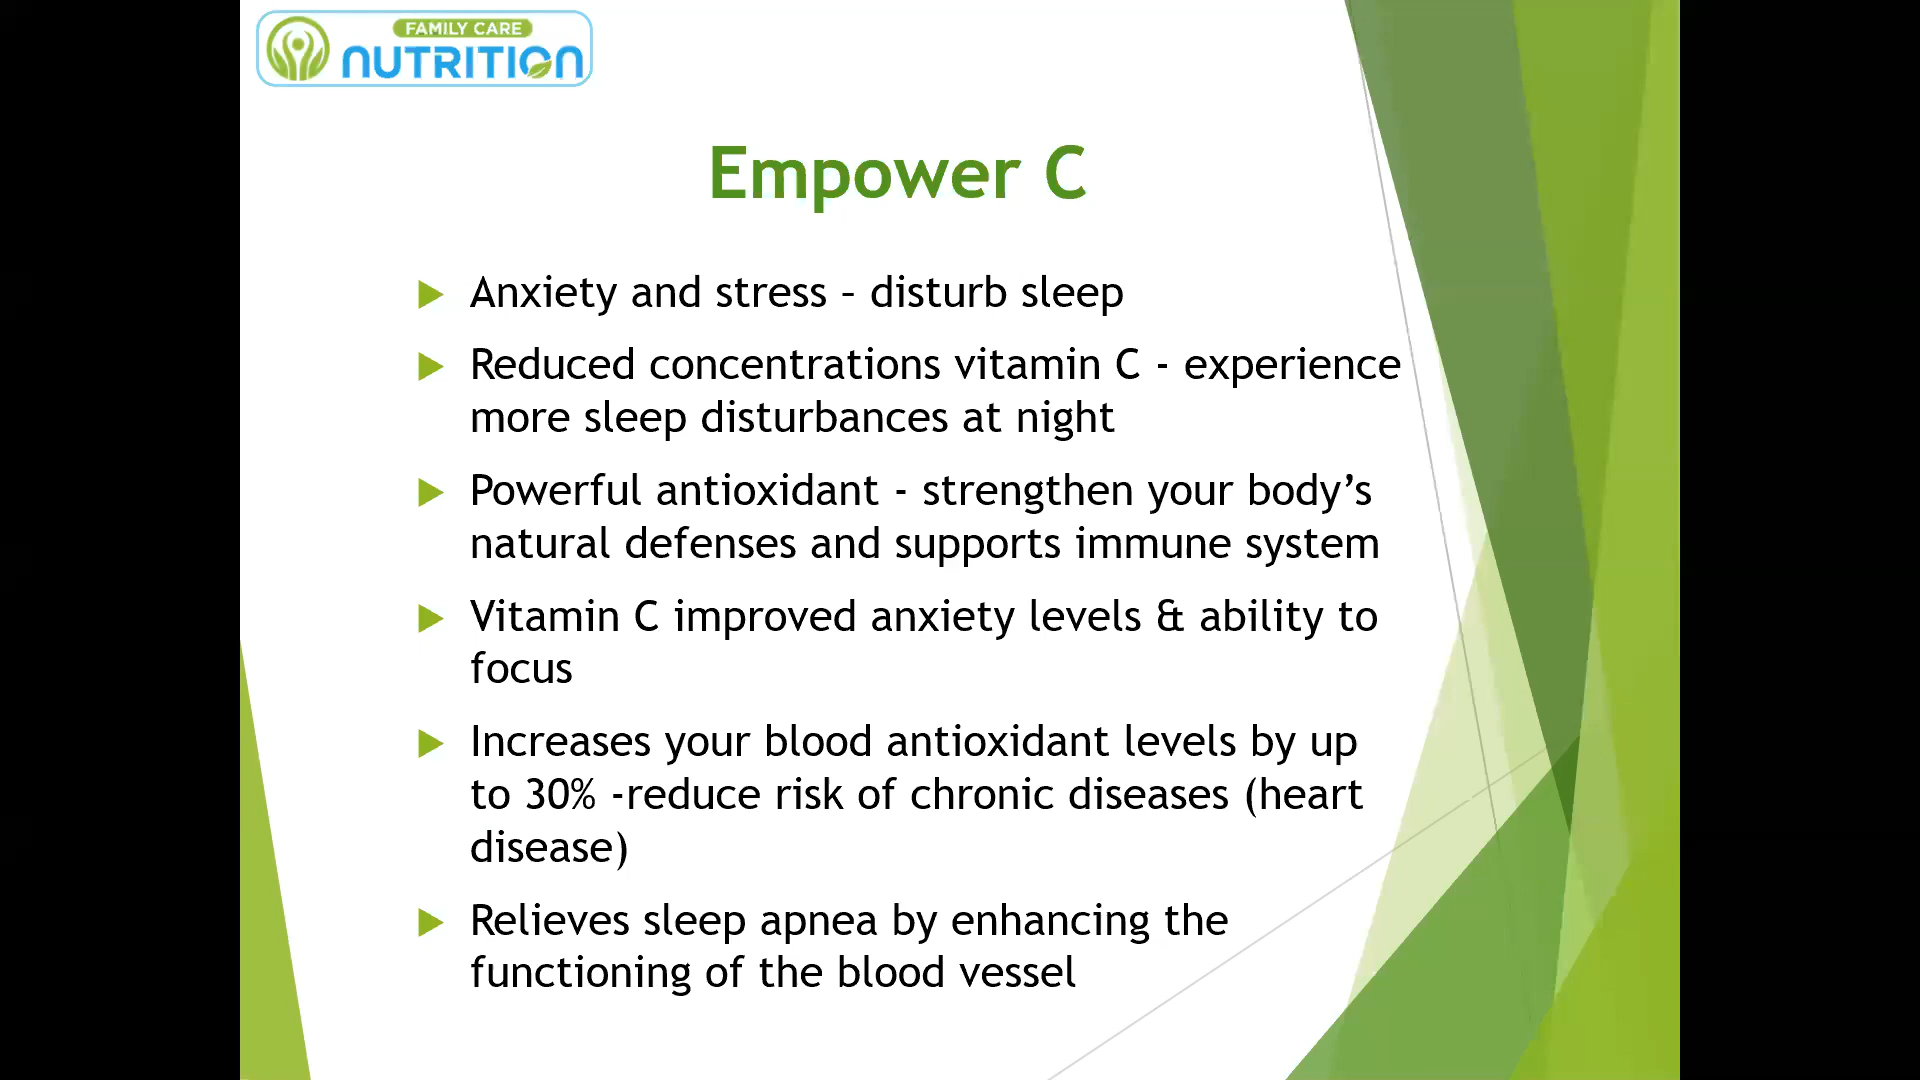 FAMILY CARE
NUTRITION
Empower C
Anxiety and stress – disturb sleep
Reduced concentrations vitamin C - experience
more sleep disturbances at night
Powerful antioxidant - strengthen your body’s
natural defenses and supports immune system
Vitamin C improved anxiety levels & ability to
focus
Increases your blood antioxidant levels by up
to 30% -reduce risk of chronic diseases (heart
disease)
Relieves sleep apnea by enhancing the
functioning of the blood vessel